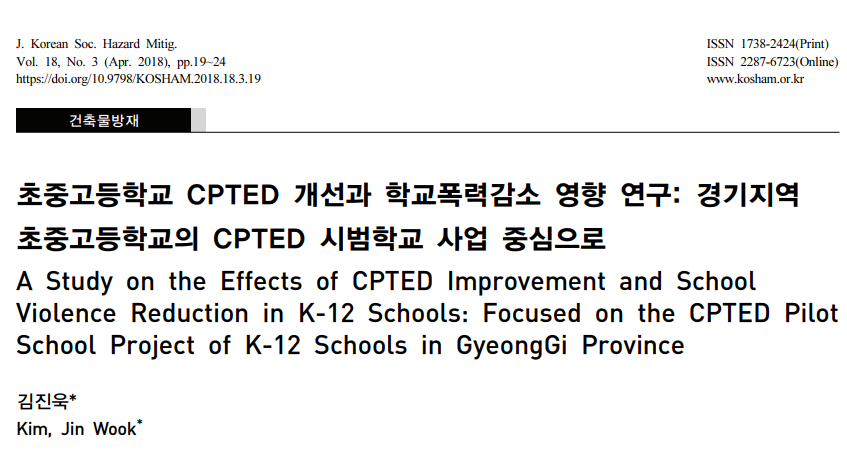 J. Korean Soc. Hazard Mitig.
Vol. 18, No. 3 (Apr. 2018), pp.19~24
https://doi.org/10.9798/KOSHAM.2018.18.3.19
ISSN 1738-2424(Print)
ISSN 2287-6723(Online)
www.kosham.or.kr
건축물방재
초중고등학교 CPTED 개선과 학교폭력감소 영향 연구: 경기지역
초중고등학교의 CPTED 시범학교 사업 중심으로
A Study on the Effects of CPTED Improvement and School
Violence Reduction in K-12 Schools: Focused on the CPTED Pilot
School Project of K-12 Schools in GyeongGi Province
김진욱*
Kim, Jin Wook*